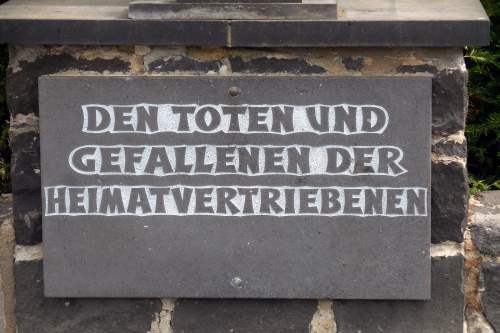 DEN TOTEN UND
GEFALLENEN DER
HEIMATVERTRIEBENEN